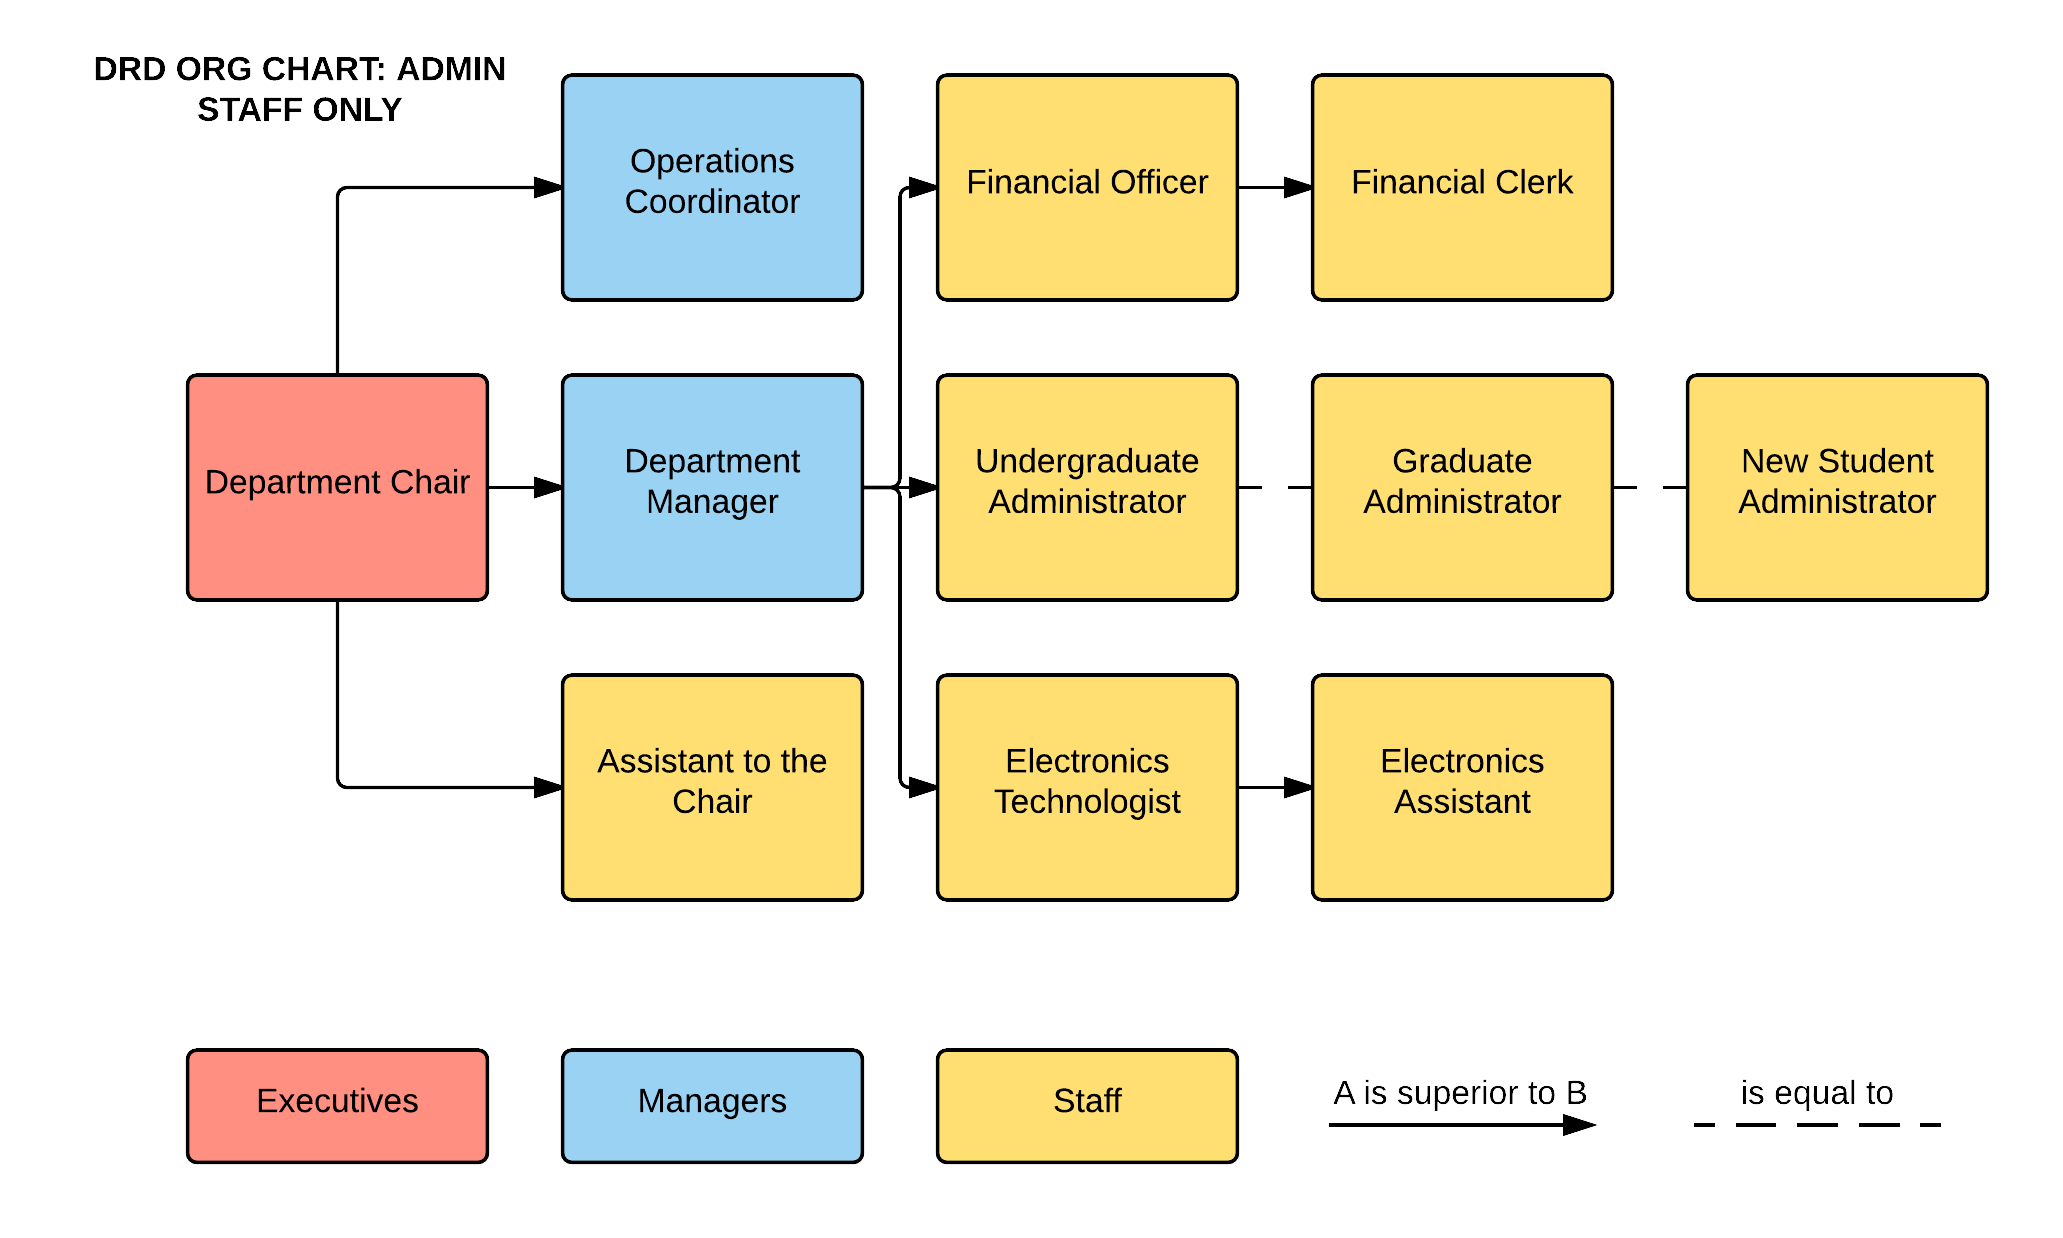 DRD ORG CHART: ADMIN
STAFF ONLY
Operations
Coordinator
Financial Officer
Financial Clerk
Department Chair
Department
Manager
Undergraduate
Administrator
Graduate
Administrator
New Student
Administrator
Assistant to the
Chair
Electronics
Technologist
Electronics
Assistant
Executives
Managers
Staff
A is superior to B
is equal to